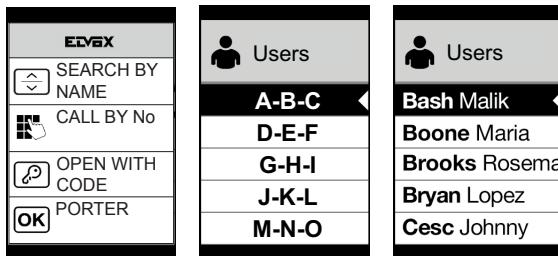 ELVOX
SEARCH BY
NAME
CALL BY No
OPEN WITH
CODE
OK
PORTER
Users
A-B-C
D-E-F
G-H-I
J-K-L
M-N-O
Users
Bash Malik
Boone Maria
Brooks Rosema
Bryan Lopez
Cesc Johnny